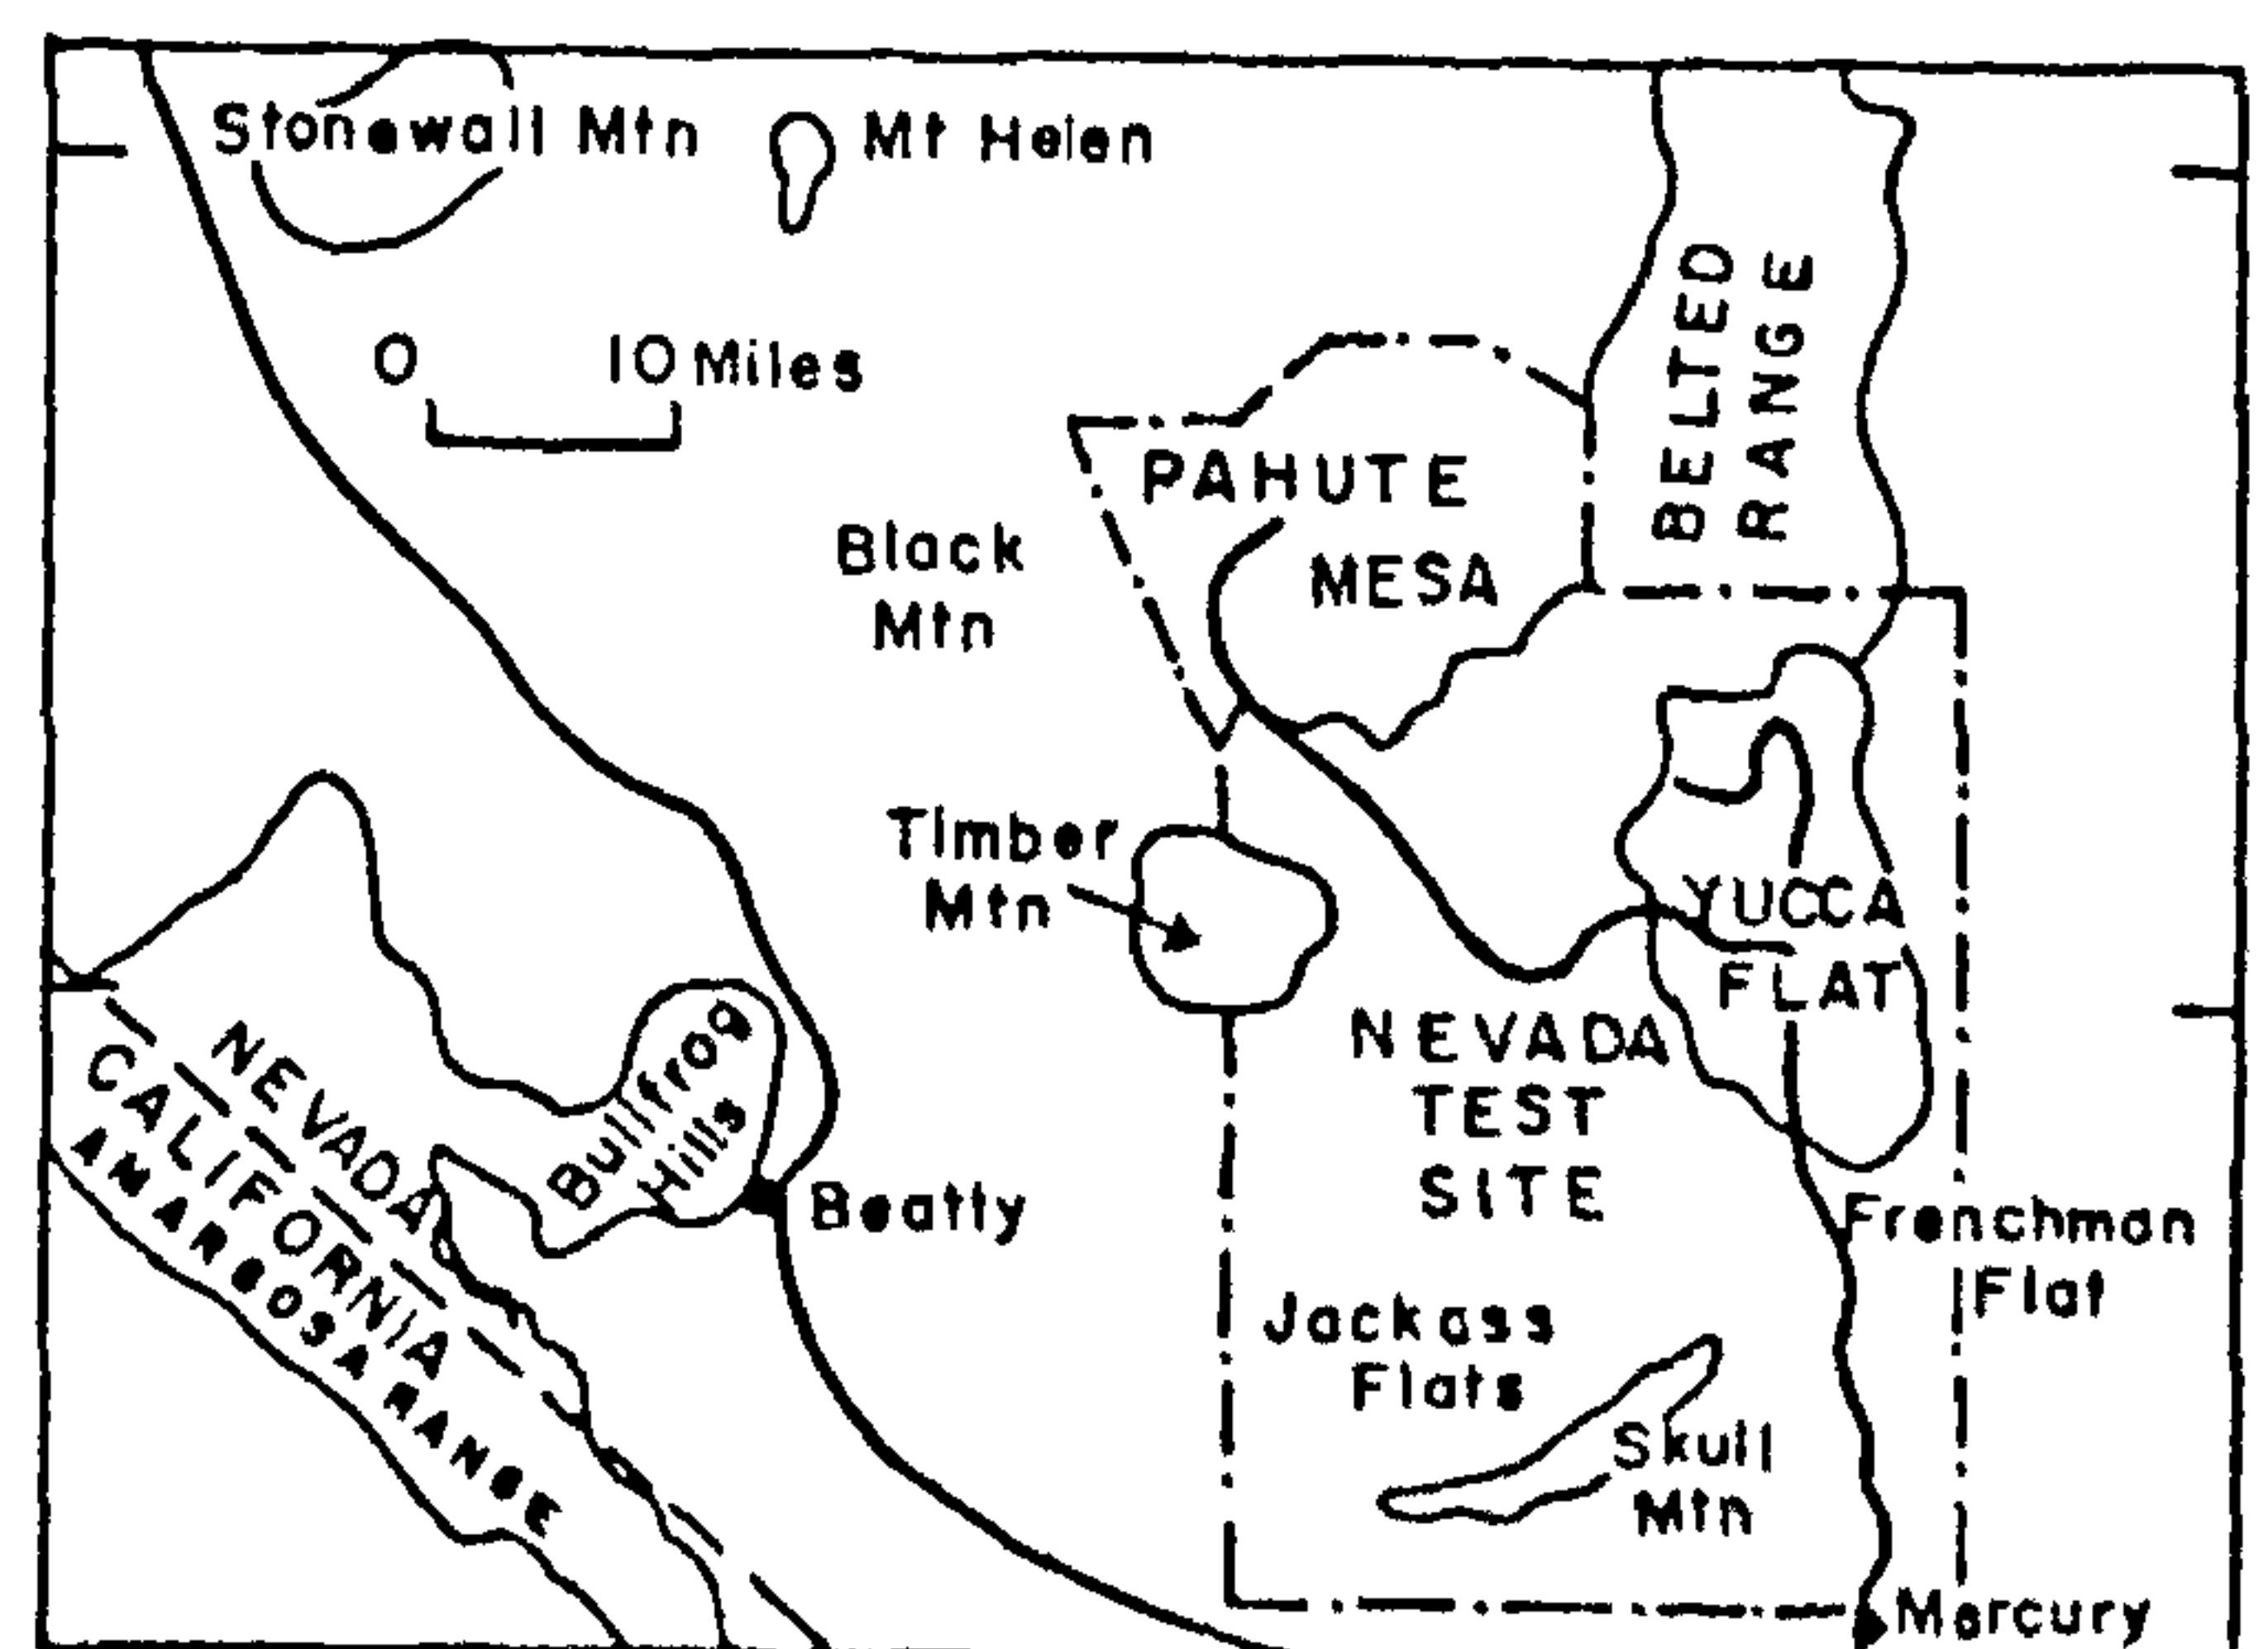 Stonewall Mtn
Mt Helen
0 10 Miles
BELTED
RANGE
PAHUTE
MESA
Black
Mtn
Timber
Mtn
YUCCA
FLAT
NEVADA
TEST
SITE
NEVADA
CALIFORNIA
AMARGOSA RANGE
Bullfrog
Hills
Beatty
Frenchman
Flat
Jackass
Flats
Skull
Mtn
Mercury